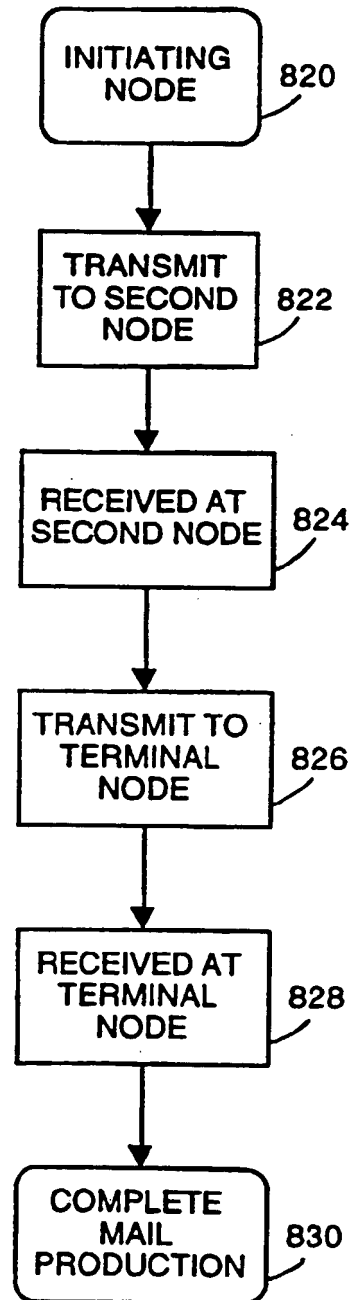 INITIATING
NODE
820
TRANSMIT
TO SECOND
NODE
822
RECEIVED AT
SECOND NODE
824
TRANSMIT TO
TERMINAL
NODE
826
RECEIVED AT
TERMINAL
NODE
828
COMPLETE
MAIL
PRODUCTION
830